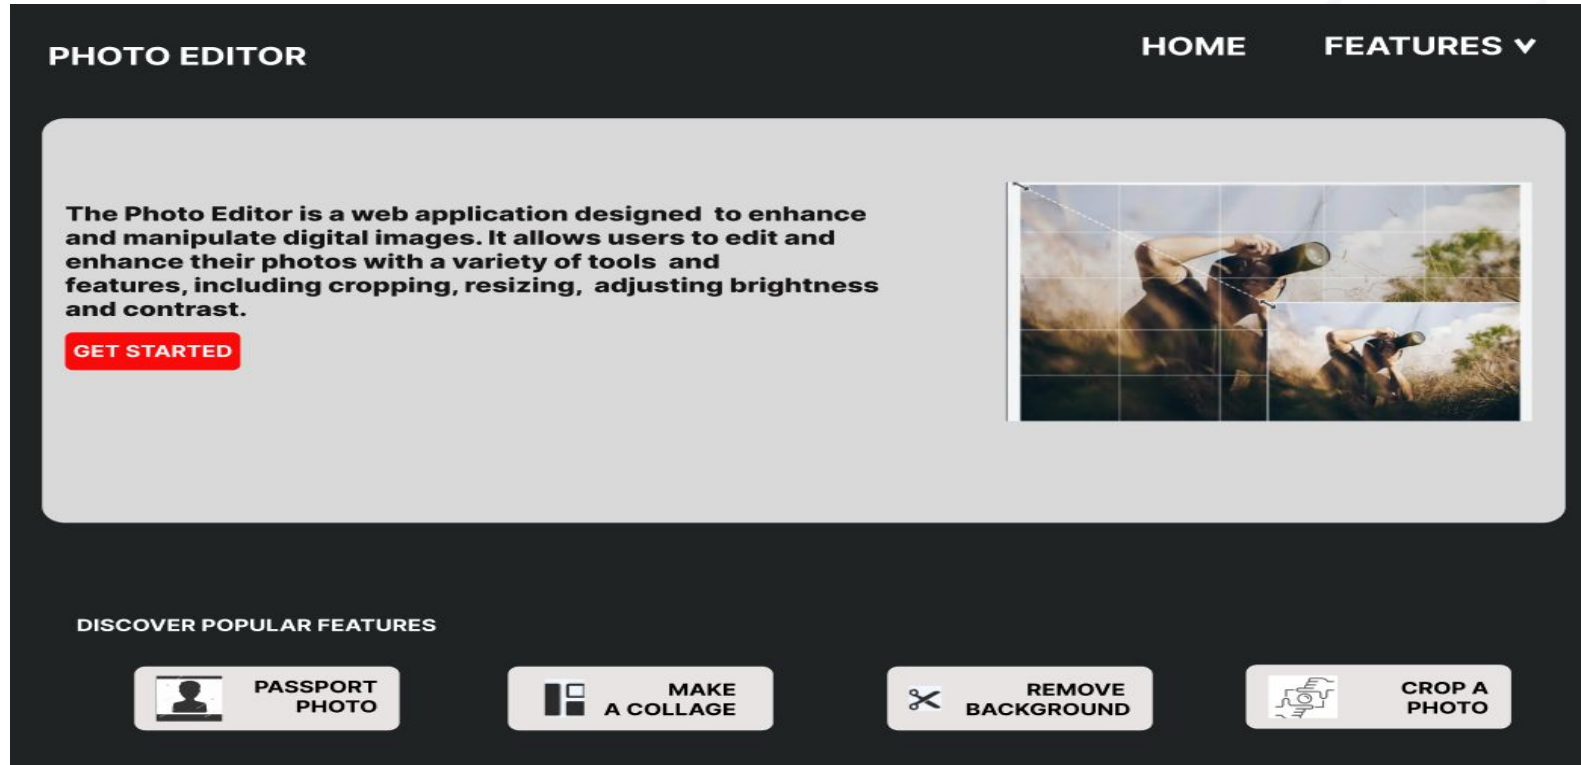 PHOTO EDITOR
HOME
FEATURES
The Photo Editor is a web application designed  to enhance
and manipulate digital images. It allows users to edit and
enhance their photos with a variety of tools  and
features, including cropping, resizing,  adjusting brightness
and contrast.
GET STARTED
DISCOVER POPULAR FEATURES
PASSPORT
PHOTO
MAKE
A COLLAGE
REMOVE
BACKGROUND
CROP A
PHOTO